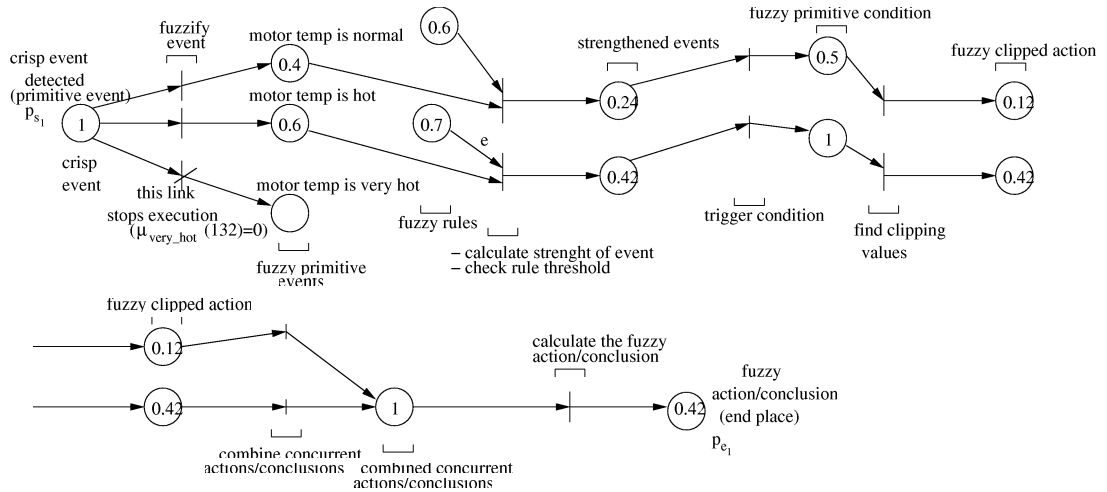 fuzzify
event
crisp event
detected
(primitive event)
p s1
1
crisp
event
motor temp is normal
0.4
motor temp is hot
0.6
this link
stops execution
(μ very_hot (132)=0)
motor temp is very hot
fuzzy primitive
events
0.6
0.7
e
fuzzy rules
– calculate strenght of event
– check rule threshold
strengthened events
0.24
0.42
trigger condition
fuzzy primitive condition
0.5
1
find clipping
values
fuzzy clipped action
0.12
0.42
fuzzy clipped action
0.12
0.42
combine concurrent
actions/conclusions
1
combined concurrent
actions/conclusions
calculate the fuzzy
action/conclusion
0.42
fuzzy
action/conclusion
(end place)
p e1